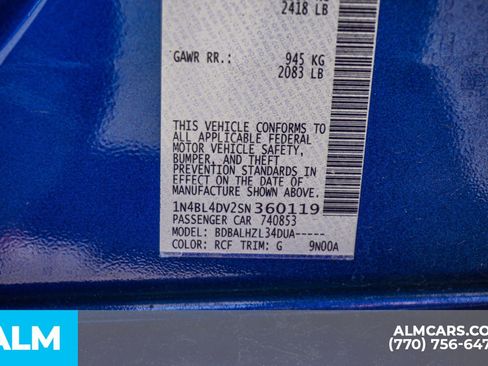 2418 LB
GAWR RR.: 945 KG
2083 LB
THIS VEHICLE CONFORMS TO
ALL APPLICABLE FEDERAL
MOTOR VEHICLE SAFETY,
BUMPER, AND THEFT
PREVENTION STANDARDS
IN EFFECT ON THE DATE OF
MANUFACTURE SHOWN ABOVE.
1N4BL4DV2SN360119
PASSENGER CAR 740853
MODEL: BDBALHZL34DUA-----
COLOR: RCF TRIM: G 9N00A
ALM
ALMCARS.CO
(770) 756-647